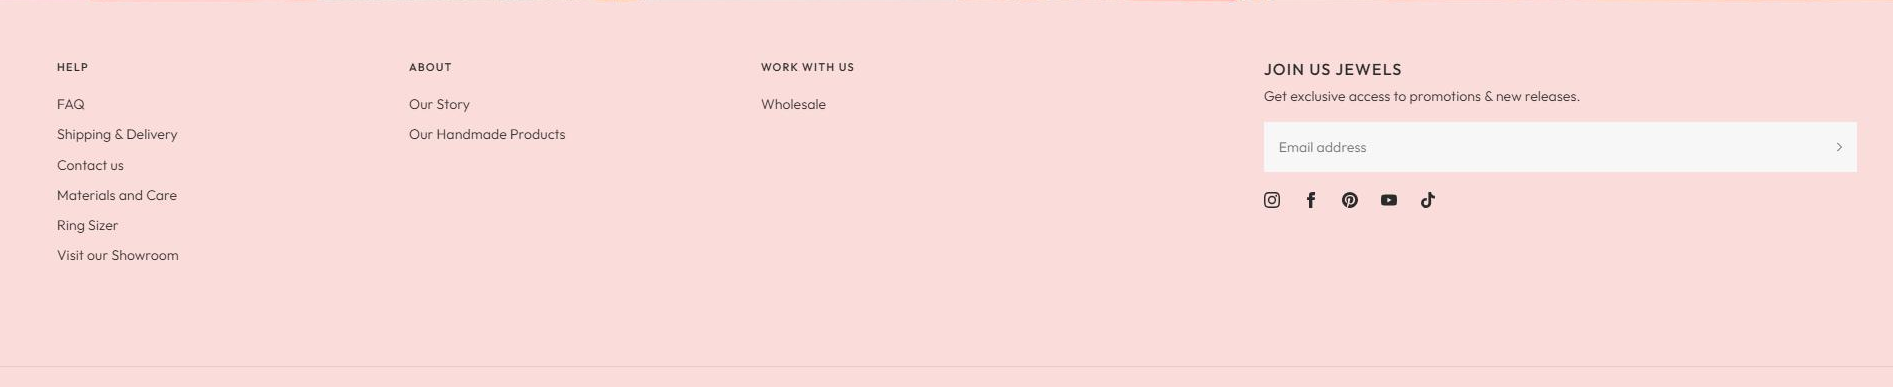 HELP
FAQ
Shipping & Delivery
Contact us
Materials and Care
Ring Sizer
Visit our Showroom
ABOUT
Our Story
Our Handmade Products
WORK WITH US
Wholesale
JOIN US JEWELS
Get exclusive access to promotions & new releases.
Email address